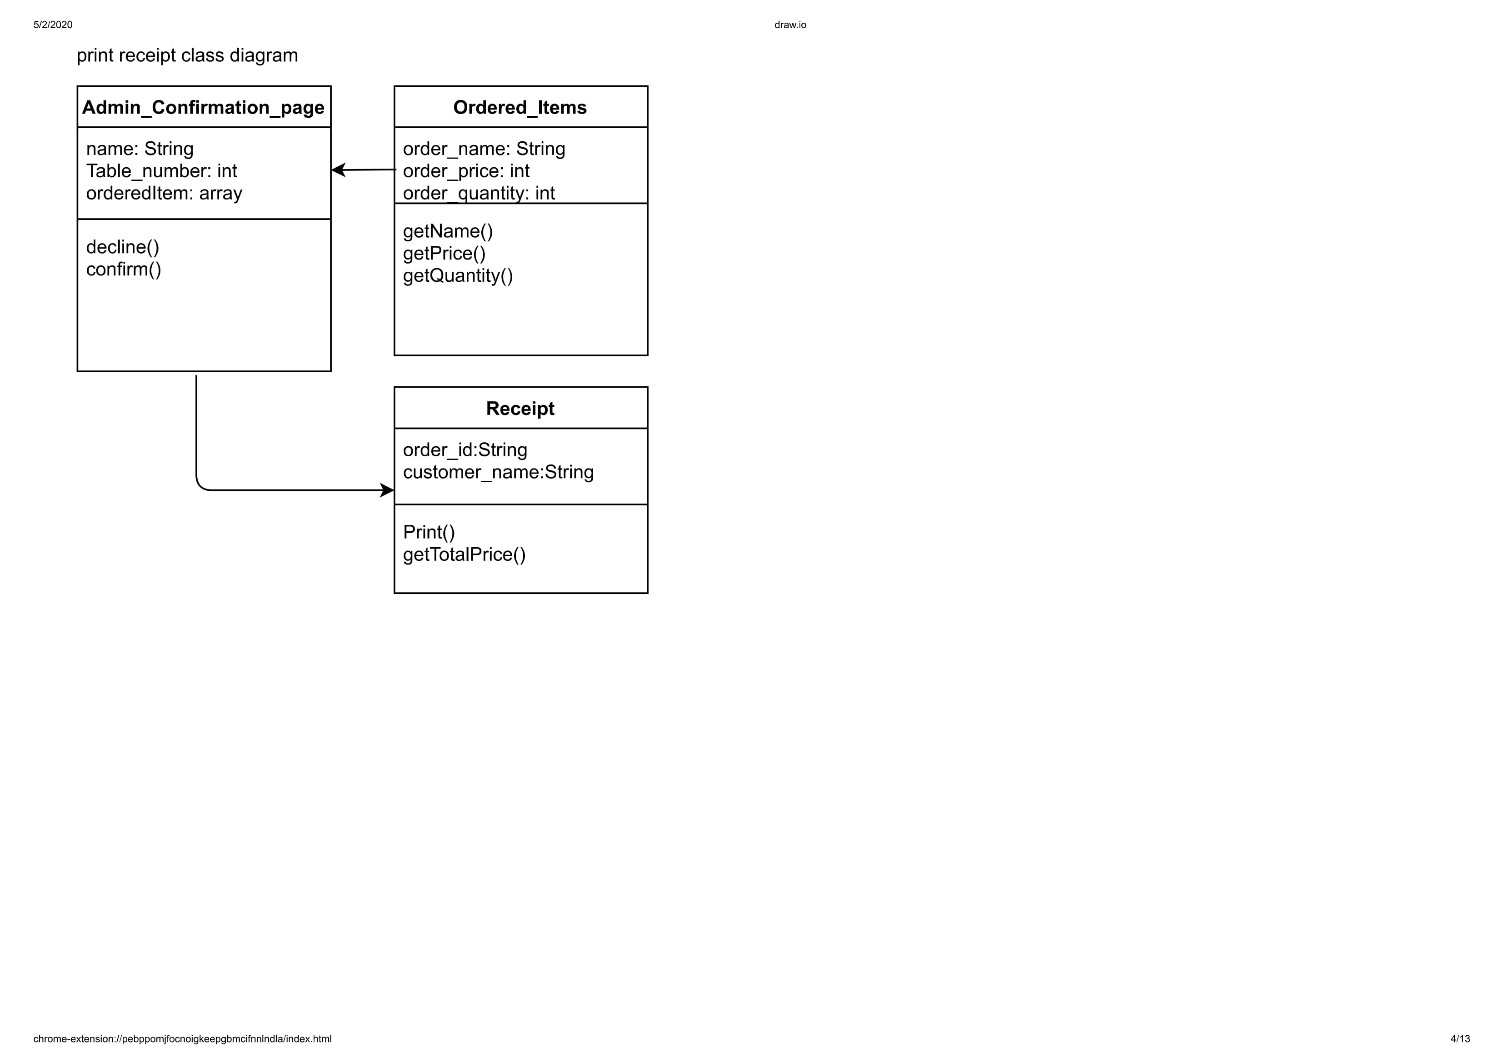 5/2/2020
draw.io
print receipt class diagram
Admin_Confirmation_page
name: String
Table_number: int
orderedItem: array
decline()
confirm()
Ordered_Items
order_name: String
order_price: int
order_quantity: int
getName()
getPrice()
getQuantity()
Receipt
order_id:String
customer_name:String
Print()
getTotalPrice()
chrome-extension://pebppomjfocnoigkeepgbmcifnnlndla/index.html
4/13